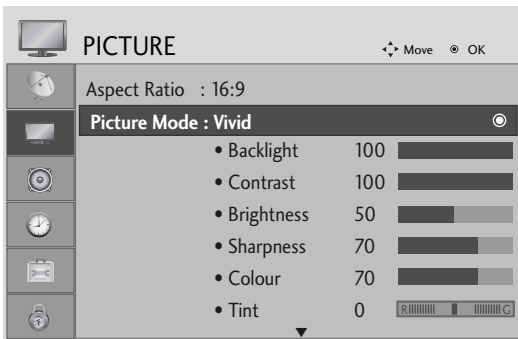 PICTURE
Move OK
Aspect Ratio : 16:9
Picture Mode : Vivid
• Backlight 100
• Contrast 100
• Brightness 50
• Sharpness 70
• Colour 70
• Tint 0 R G